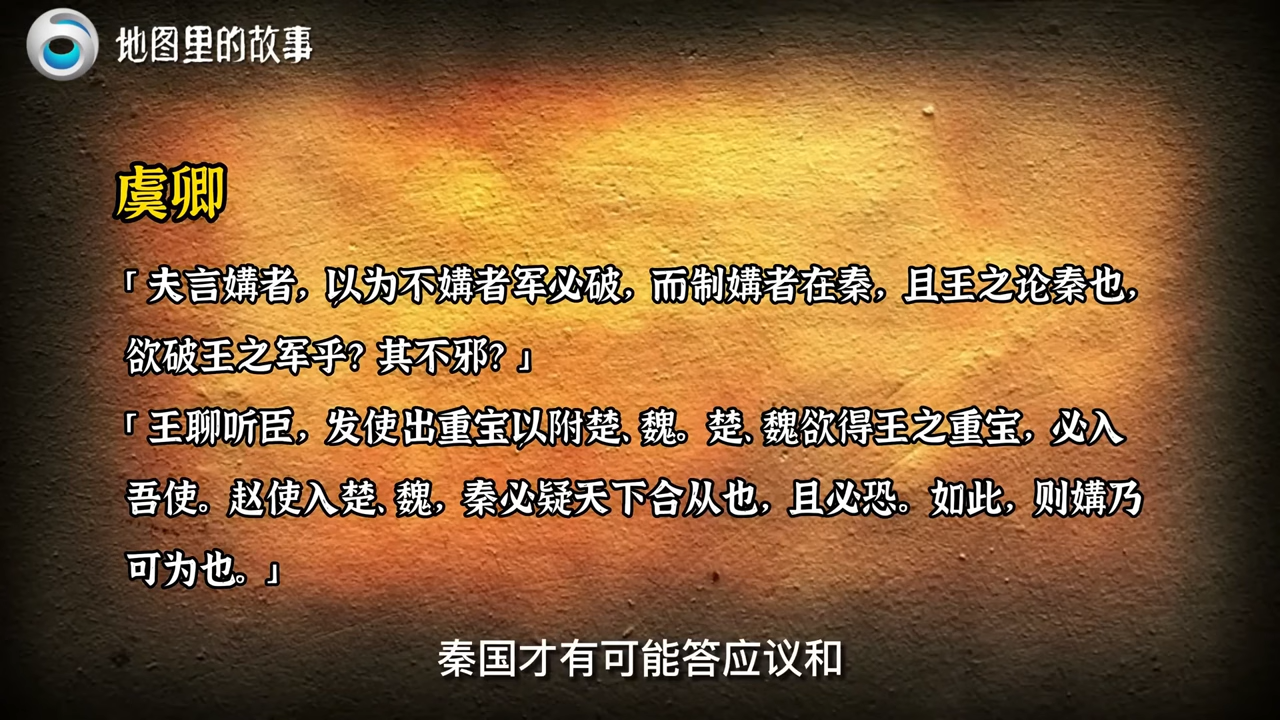 地图里的故事
虞卿
「夫言媾者，以为不媾者军必破，而制媾者在秦，且王之论秦也，
欲破王之军乎？其不邪？」
「王聊听臣，发使出重宝以附楚、魏。楚、魏欲得王之重宝，必入
吾使。赵使入楚、魏，秦必疑天下合从也，且必恐。如此，则媾乃
可为也。」
秦国才有可能答应议和